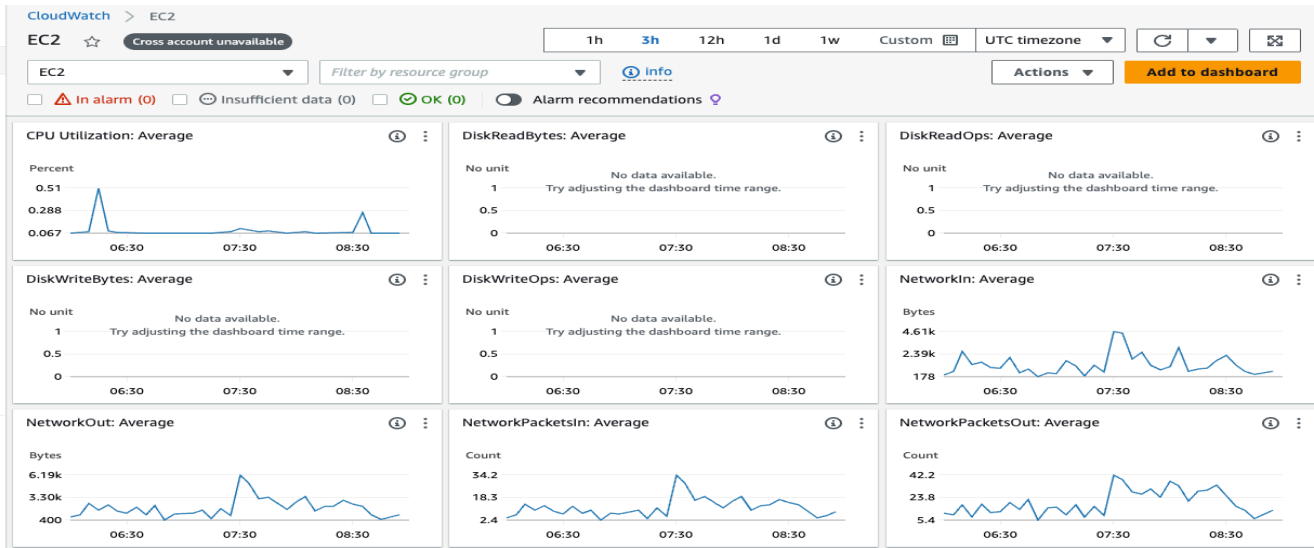 CloudWatch > EC2
EC2 Cross account unavailable 1h 3h 12h 1d 1w Custom UTC timezone
EC2 Filter by resource group info Actions Add to dashboard
In alarm (0) Insufficient data (0) OK (0) Alarm recommendations
CPU Utilization: Average
Percent
0.51
0.288
0.067
06:30 07:30 08:30
DiskReadBytes: Average
No unit
No data available.
1 Try adjusting the dashboard time range.
0.5
0
06:30 07:30 08:30
DiskReadOps: Average
No unit
No data available.
1 Try adjusting the dashboard time range.
0.5
0
06:30 07:30 08:30
DiskWriteBytes: Average
No unit
No data available.
1 Try adjusting the dashboard time range.
0.5
0
06:30 07:30 08:30
DiskWriteOps: Average
No unit
No data available.
1 Try adjusting the dashboard time range.
0.5
0
06:30 07:30 08:30
NetworkIn: Average
Bytes
4.61k
2.39k
178
06:30 07:30 08:30
NetworkOut: Average
Bytes
6.19k
3.30k
400
06:30 07:30 08:30
NetworkPacketsIn: Average
Count
34.2
18.3
2.4
06:30 07:30 08:30
NetworkPacketsOut: Average
Count
42.2
23.8
5.4
06:30 07:30 08:30